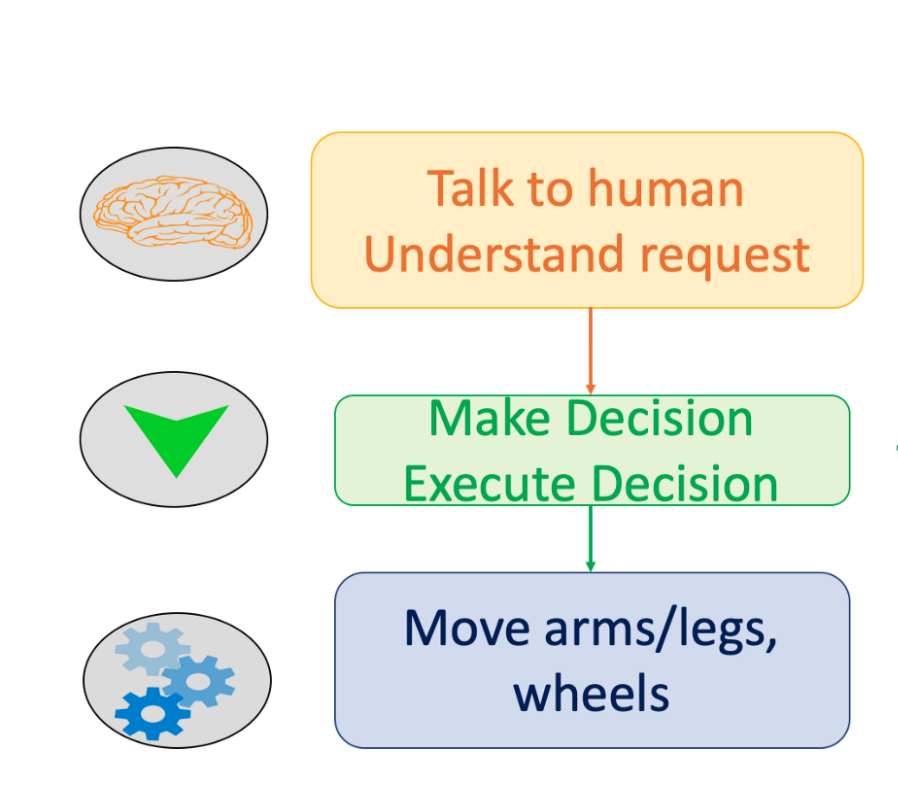 Talk to human
Understand request
Make Decision
Execute Decision
Move arms/legs,
wheels